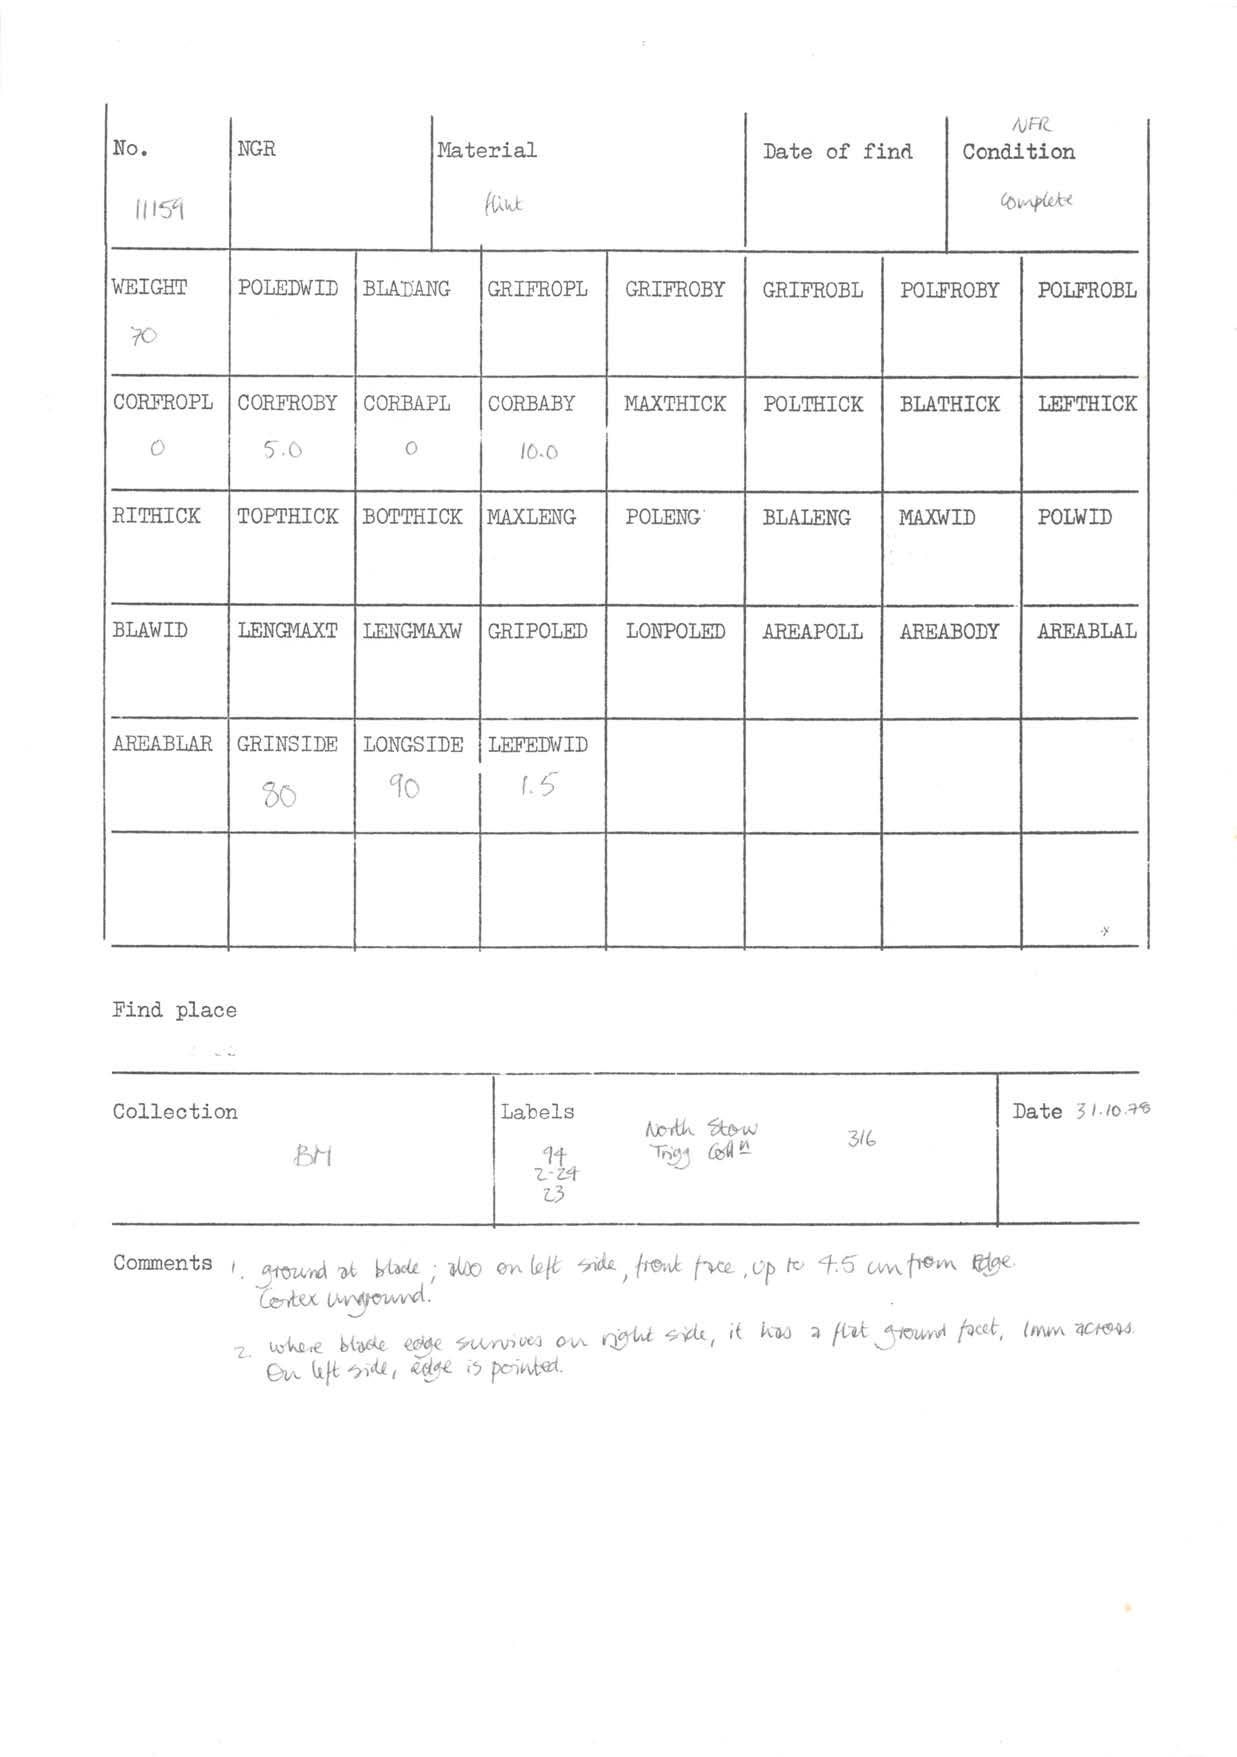 NFR
No. NGR Material Date of find Condition
11159 flint complete
WEIGHT POLEDWID BLADANG GRIFROPL GRIFROBY GRIFROBL POLFROBY POLFROBL
70
CORFROPL CORFROBY CORBAPL CORBABY MAXTHICK POLTHICK BLATHICK LEFTHICK
0 5.0 0 10.0
RITHICK TOPTHICK BOTTHICK MAXLENG POLENG BLALENG MAXWID POLWID
BLAWID LENGMAXT LENGMAXW GRIPOLED LONPOLED AREAPOLL AREABODY AREABLAL
AREABLAR GRINSIDE LONGSIDE LEFEDWID
80 90 1.5
Find place
Collection Labels Date 31.10.78
BM
94
2-24
23
North Stow
Trigg Colln
316
Comments 1. ground at blade; also on left side, front face, up to 4.5 cm from edge.
Cortex unground.
2. where blade edge survives on right side, it has a flat ground facet, 1mm across.
On left side, edge is pointed.